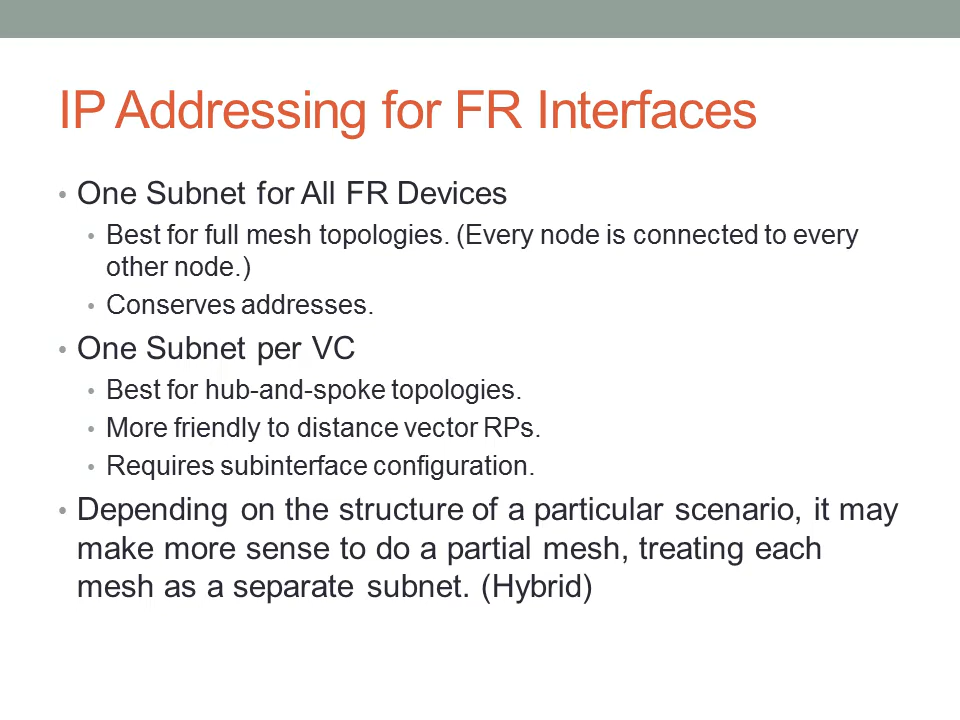 IP Addressing for FR Interfaces
• One Subnet for All FR Devices
• Best for full mesh topologies. (Every node is connected to every
other node.)
• Conserves addresses.
• One Subnet per VC
• Best for hub-and-spoke topologies.
• More friendly to distance vector RPs.
• Requires subinterface configuration.
• Depending on the structure of a particular scenario, it may
make more sense to do a partial mesh, treating each
mesh as a separate subnet. (Hybrid)